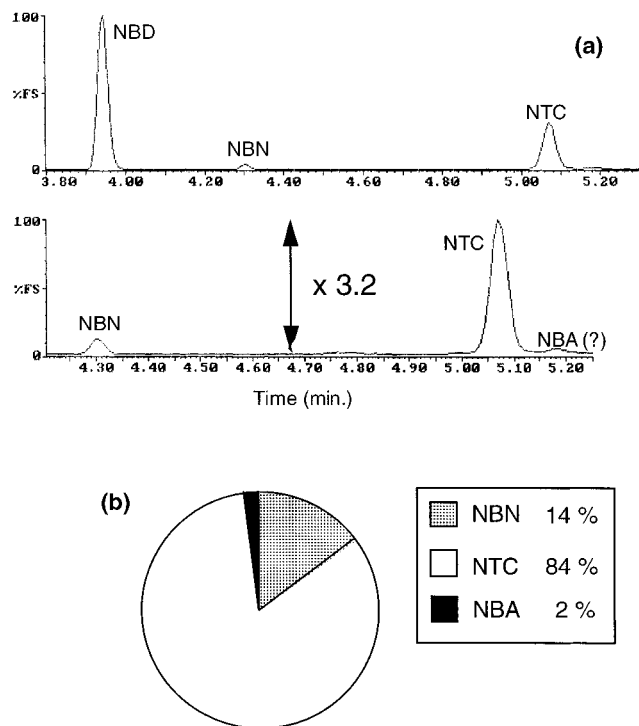 100
NBD
(a)
%FS
NBN
NTC
0
3.80 4.00 4.20 4.40 4.60 4.80 5.00 5.20
100
NTC
x 3.2
%FS
NBN
NBA (?)
0
4.30 4.40 4.50 4.60 4.70 4.80 4.90 5.00 5.10 5.20
Time (min.)
(b)
NBN 14 %
NTC 84 %
NBA 2 %